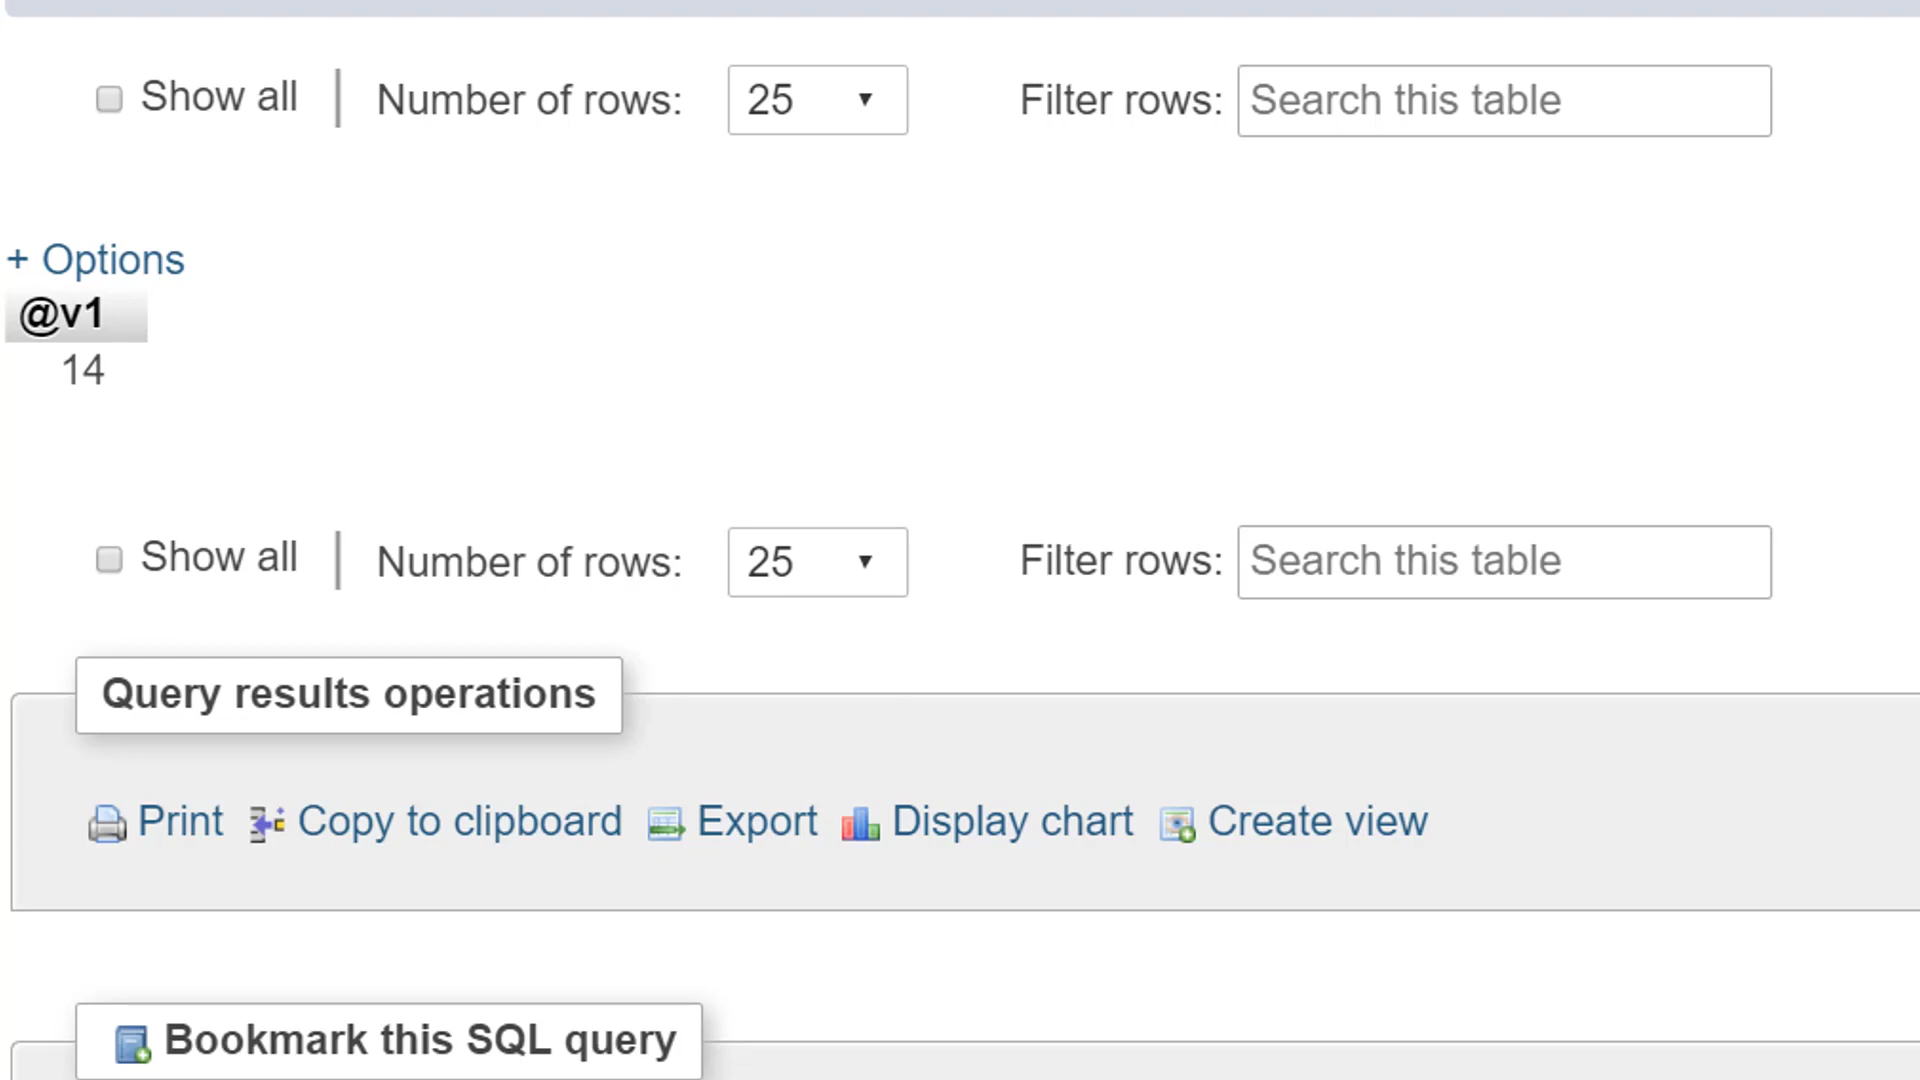 Show all | Number of rows: 25 Filter rows: Search this table
+ Options
@v1
14
Show all | Number of rows: 25 Filter rows: Search this table
Query results operations
Print Copy to clipboard Export Display chart Create view
Bookmark this SQL query